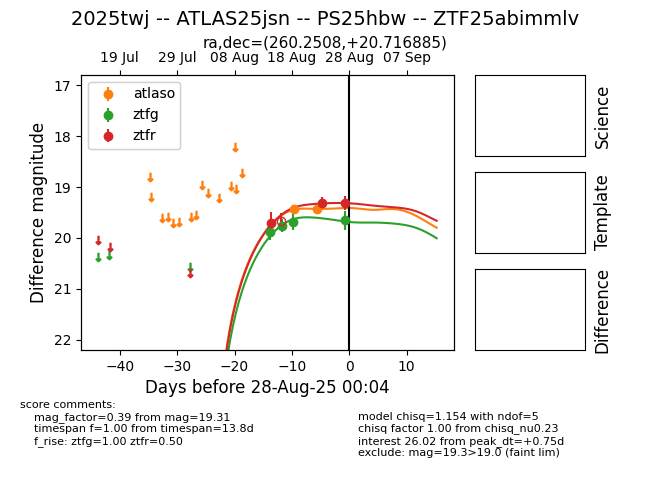 2025twj -- ATLAS25jsn -- PS25hbw -- ZTF25abimmlv
ra,dec=(260.2508,+20.716885)
19 Jul 29 Jul 08 Aug 18 Aug 28 Aug 07 Sep
17
18
19
20
21
22
Difference magnitude
atlaso
ztfg
ztfr
−40 −30 −20 −10 0 10
Days before 28-Aug-25 00:04
Science
Template
Difference
score comments:
mag_factor=0.39 from mag=19.31
timespan f=1.00 from timespan=13.8d
f_rise: ztfg=1.00 ztfr=0.50
model chisq=1.154 with ndof=5
chisq factor 1.00 from chisq_nu0.23
interest 26.02 from peak_dt=+0.75d
exclude: mag=19.3>19.0 (faint lim)